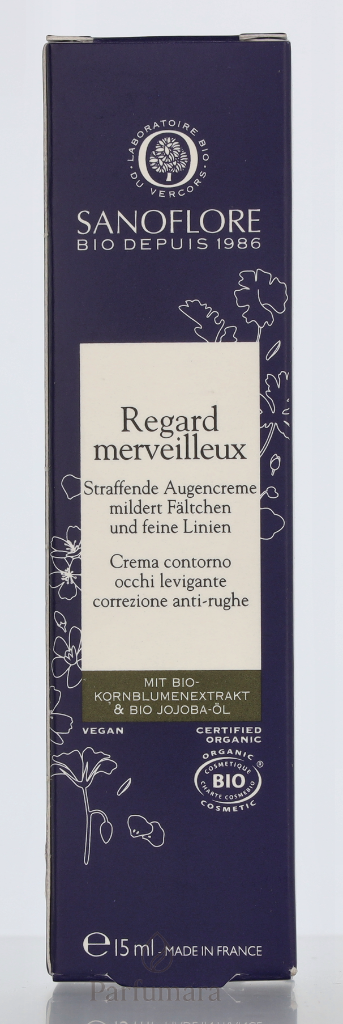 LABORATOIRE BIO
DU VERCORS
SANOFLORE
BIO DEPUIS 1986
Regard
merveilleux
Straffende Augencreme
mildert Fältchen
und feine Linien
Crema contorno
occhi levigante
correzione anti-rughe
MIT BIO-
KORNBLUMENEXTRAKT
& BIO JOJOBA-ÖL
VEGAN
CERTIFIED
ORGANIC
ORGANIC
COSMETIQUE
BIO
CHARTE COSMEBIO
COSMETIC
®
℮15ml - MADE IN FRANCE
Parfumara